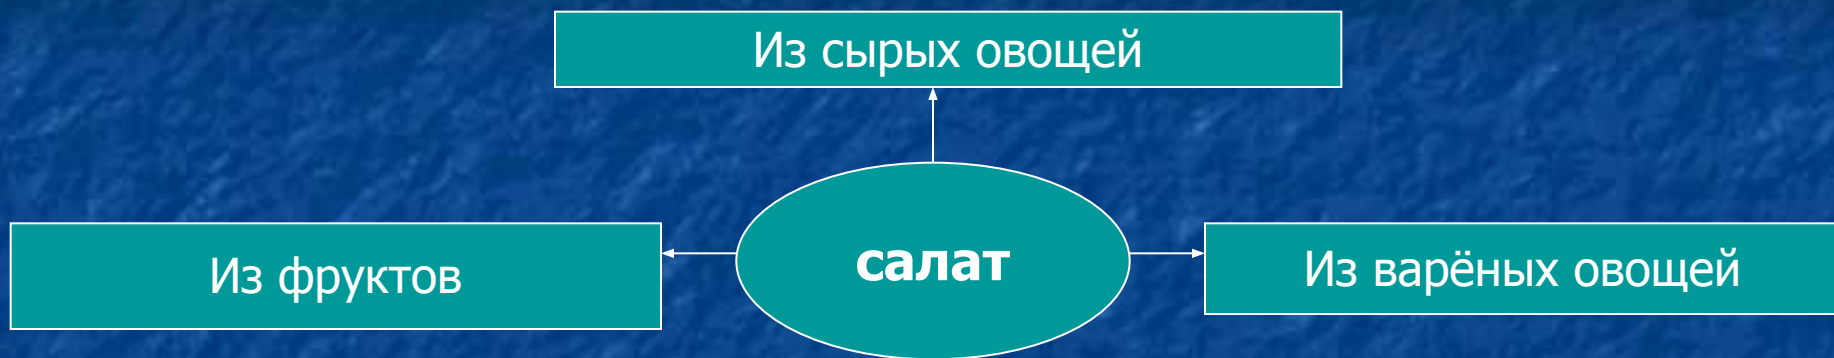 Из сырых овощей
Из фруктов
салат
Из варёных овощей